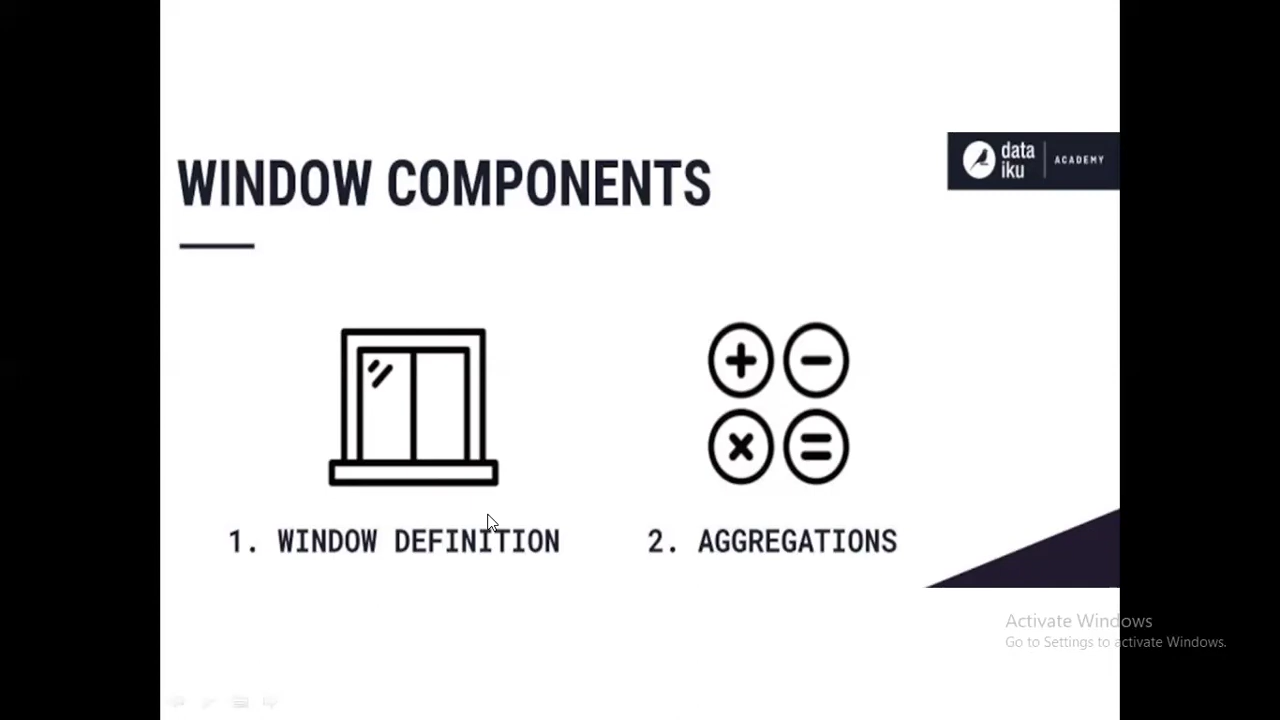 WINDOW COMPONENTS
data
iku
ACADEMY
1. WINDOW DEFINITION
2. AGGREGATIONS
Activate Windows
Go to Settings to activate Windows.